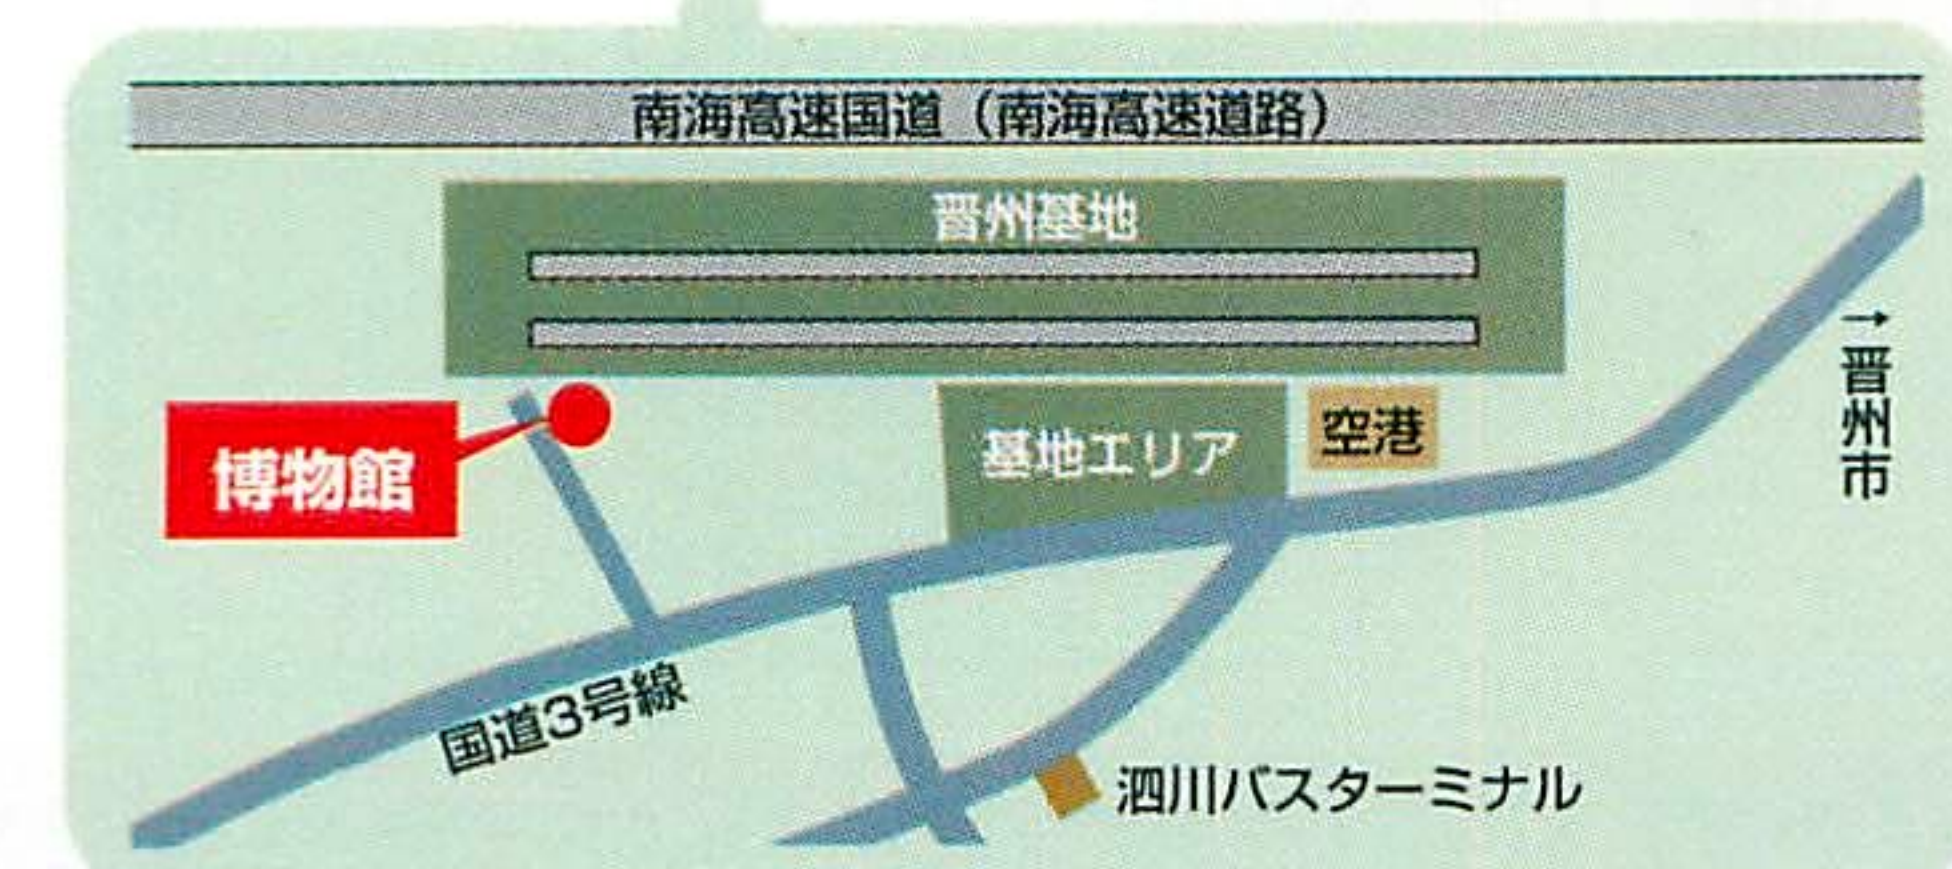 南海高速国道（南海高速道路）
晋州基地
博物館
基地エリア
空港
→晋州市
国道3号線
泗川バスターミナル